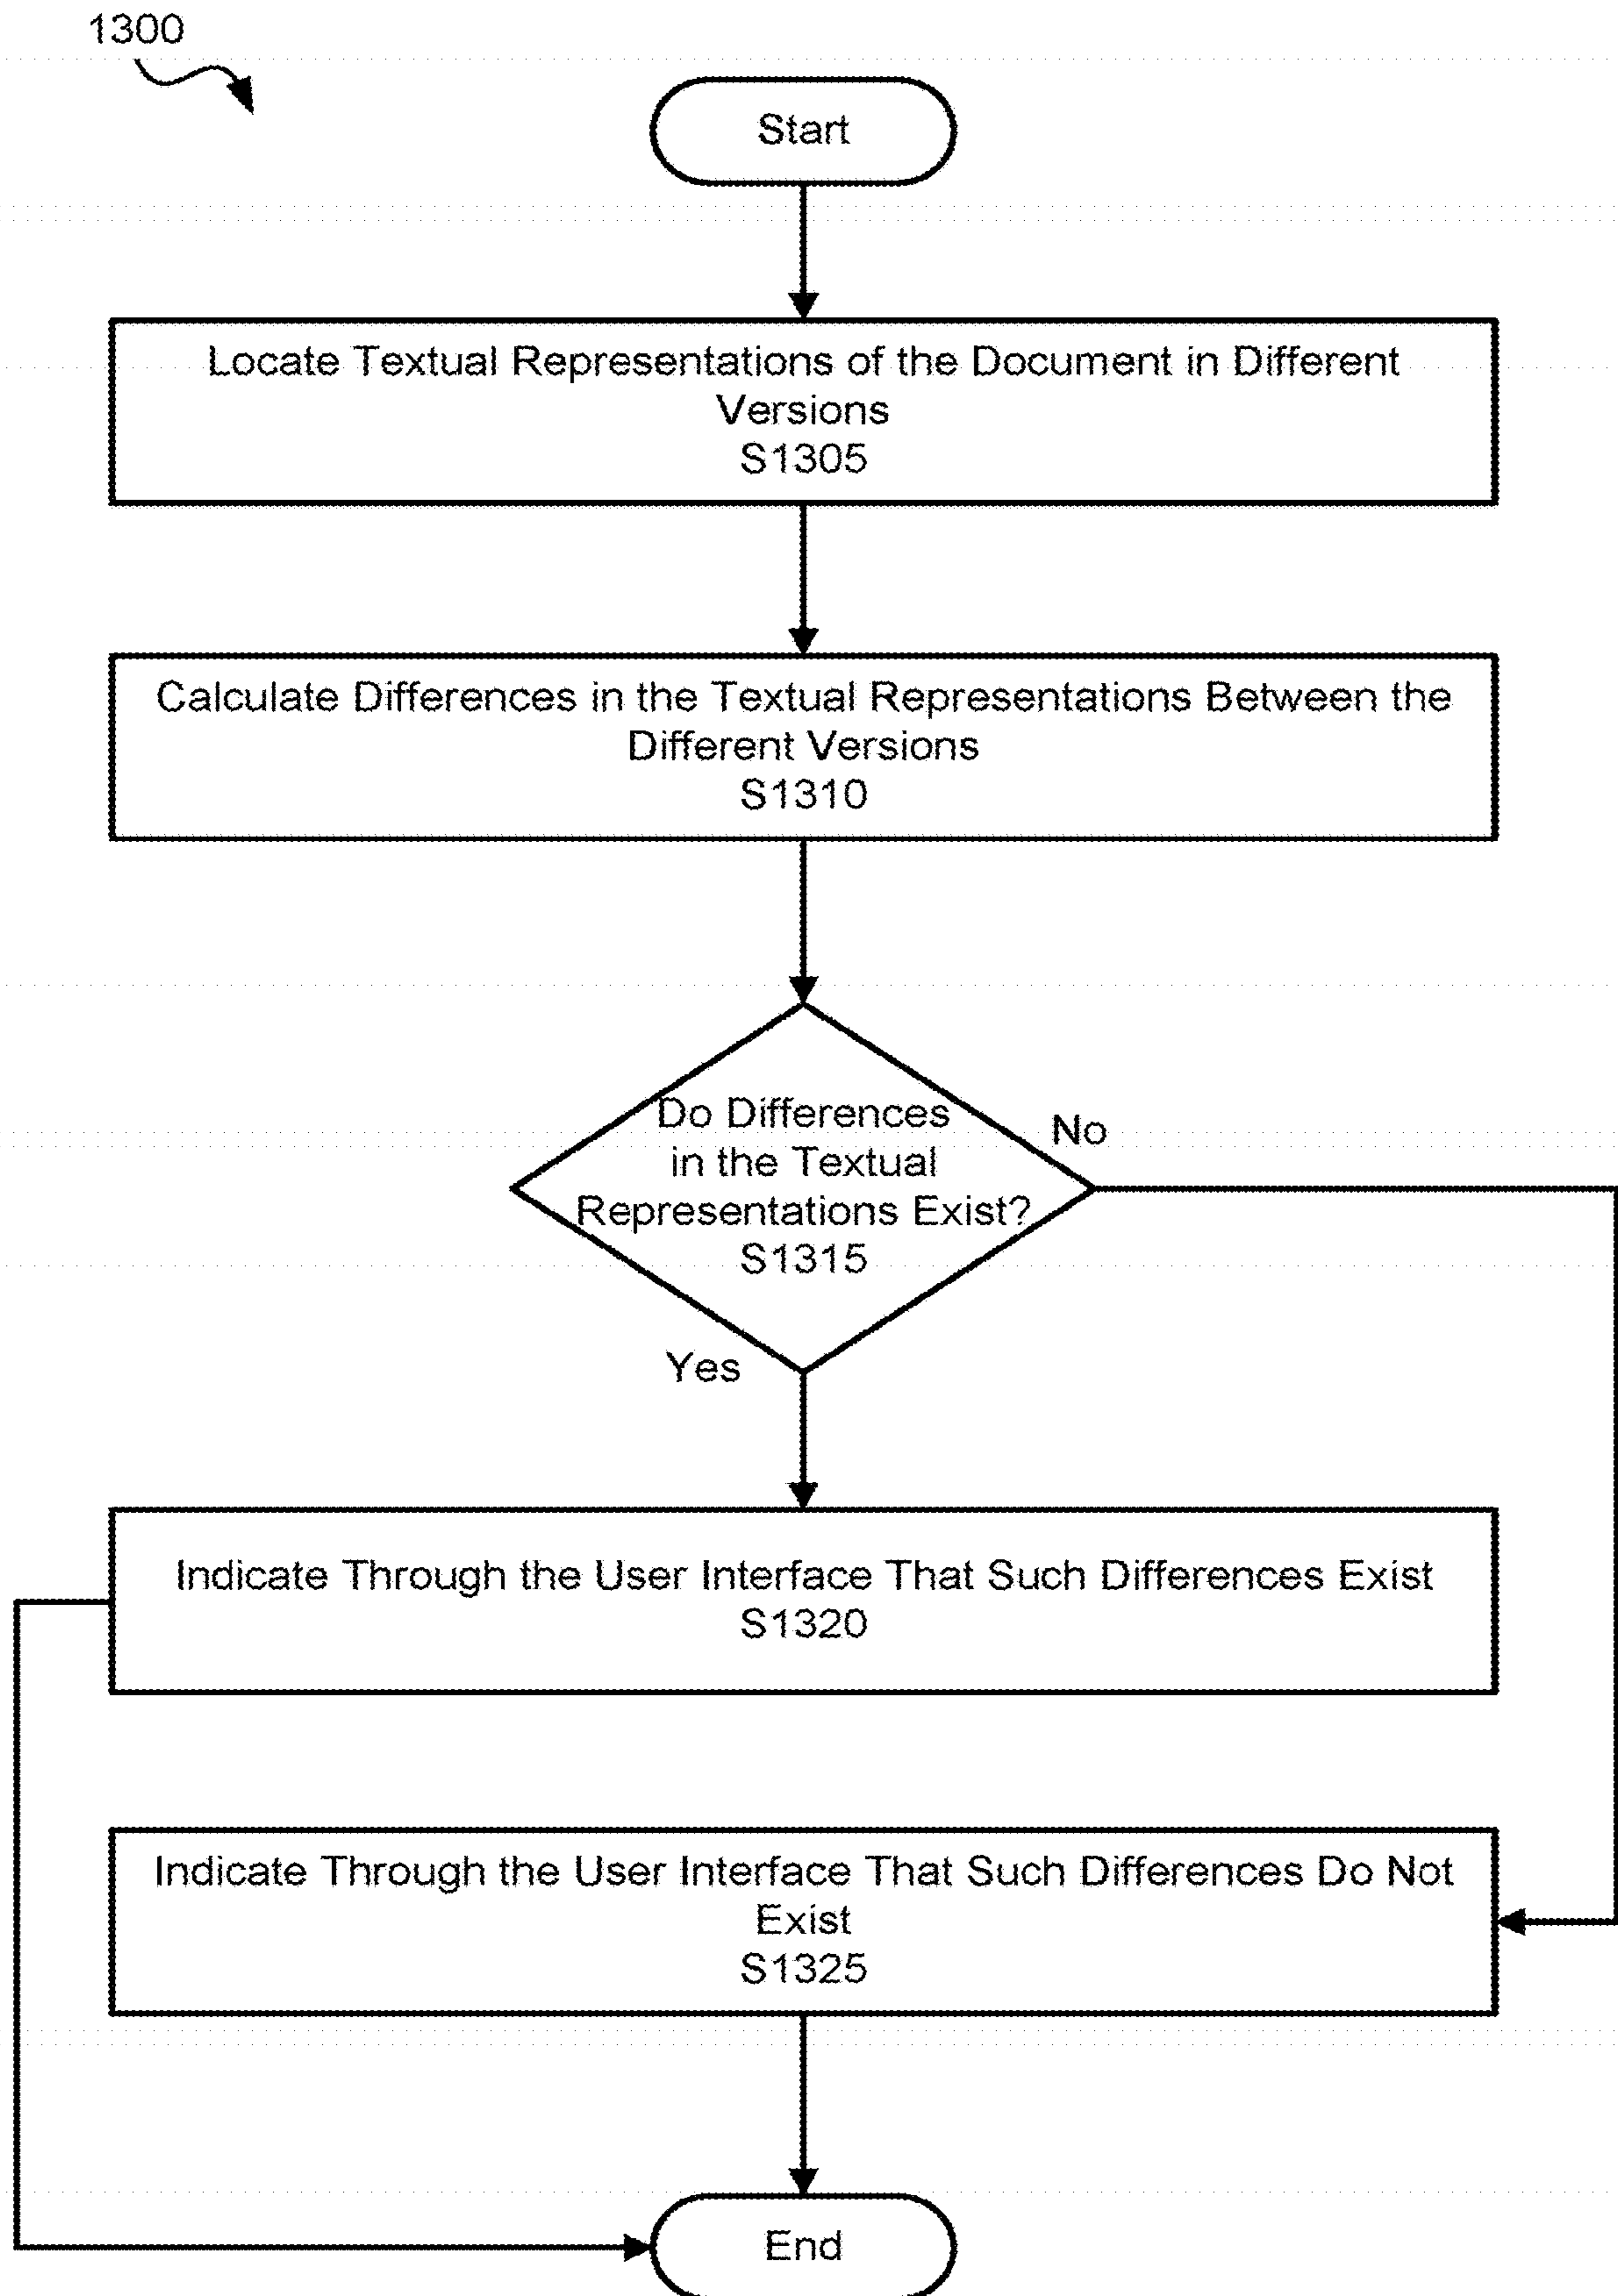 1300
Start
Locate Textual Representations of the Document in Different
Versions
S1305
Calculate Differences in the Textual Representations Between the
Different Versions
S1310
Do Differences
in the Textual
Representations Exist?
S1315
No
Yes
Indicate Through the User Interface That Such Differences Exist
S1320
Indicate Through the User Interface That Such Differences Do Not
Exist
S1325
End